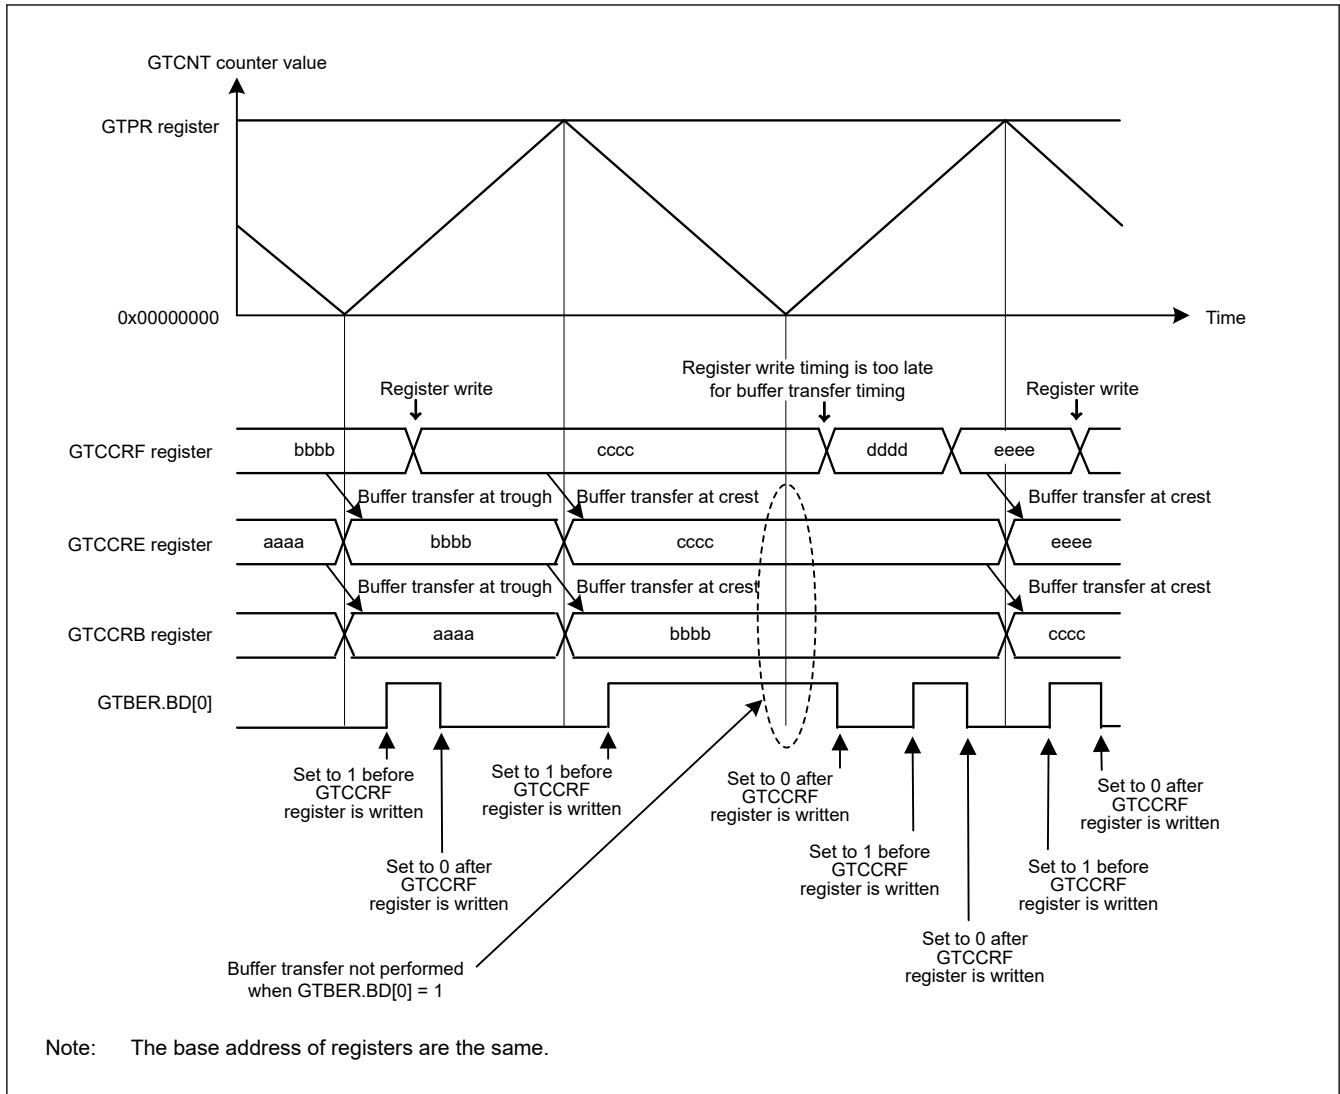 GTCNT counter value
GTPR register
0x00000000
Time
Register write timing is too late
for buffer transfer timing
Register write
Register write
GTCCRF register
bbbb
cccc
dddd
eeee
Buffer transfer at trough
Buffer transfer at crest
Buffer transfer at crest
GTCCRE register
aaaa
bbbb
cccc
eeee
Buffer transfer at trough
Buffer transfer at crest
Buffer transfer at crest
GTCCRB register
aaaa
bbbb
cccc
GTBER.BD[0]
Set to 1 before
GTCCRF
register is written
Set to 0 after
GTCCRF
register is written
Set to 1 before
GTCCRF
register is written
Set to 0 after
GTCCRF
register is written
Set to 1 before
GTCCRF
register is written
Set to 0 after
GTCCRF
register is written
Set to 1 before
GTCCRF
register is written
Set to 0 after
GTCCRF
register is written
Buffer transfer not performed
when GTBER.BD[0] = 1
Note: The base address of registers are the same.